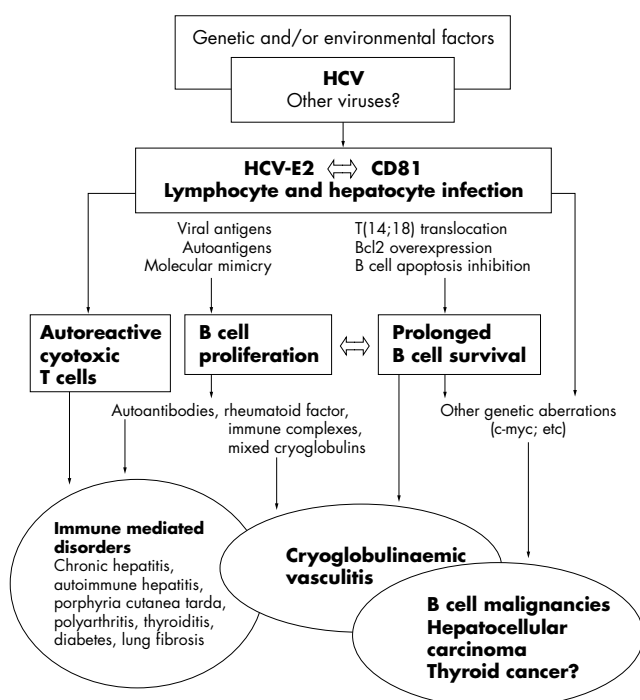 Genetic and/or environmental factors
HCV
Other viruses?
HCV-E2 ⇔ CD81
Lymphocyte and hepatocyte infection
Viral antigens
Autoantigens
Molecular mimicry
T(14;18) translocation
Bcl2 overexpression
B cell apoptosis inhibition
Autoreactive
cyotoxic
T cells
B cell
proliferation
⇔
Prolonged
B cell survival
Autoantibodies, rheumatoid factor,
immune complexes,
mixed cryoglobulins
Other genetic aberrations
(c-myc; etc)
Immune mediated
disorders
Chronic hepatitis,
autoimmune hepatitis,
porphyria cutanea tarda,
polyarthritis, thyroiditis,
diabetes, lung fibrosis
Cryoglobulinaemic
vasculitis
B cell malignancies
Hepatocellular
carcinoma
Thyroid cancer?